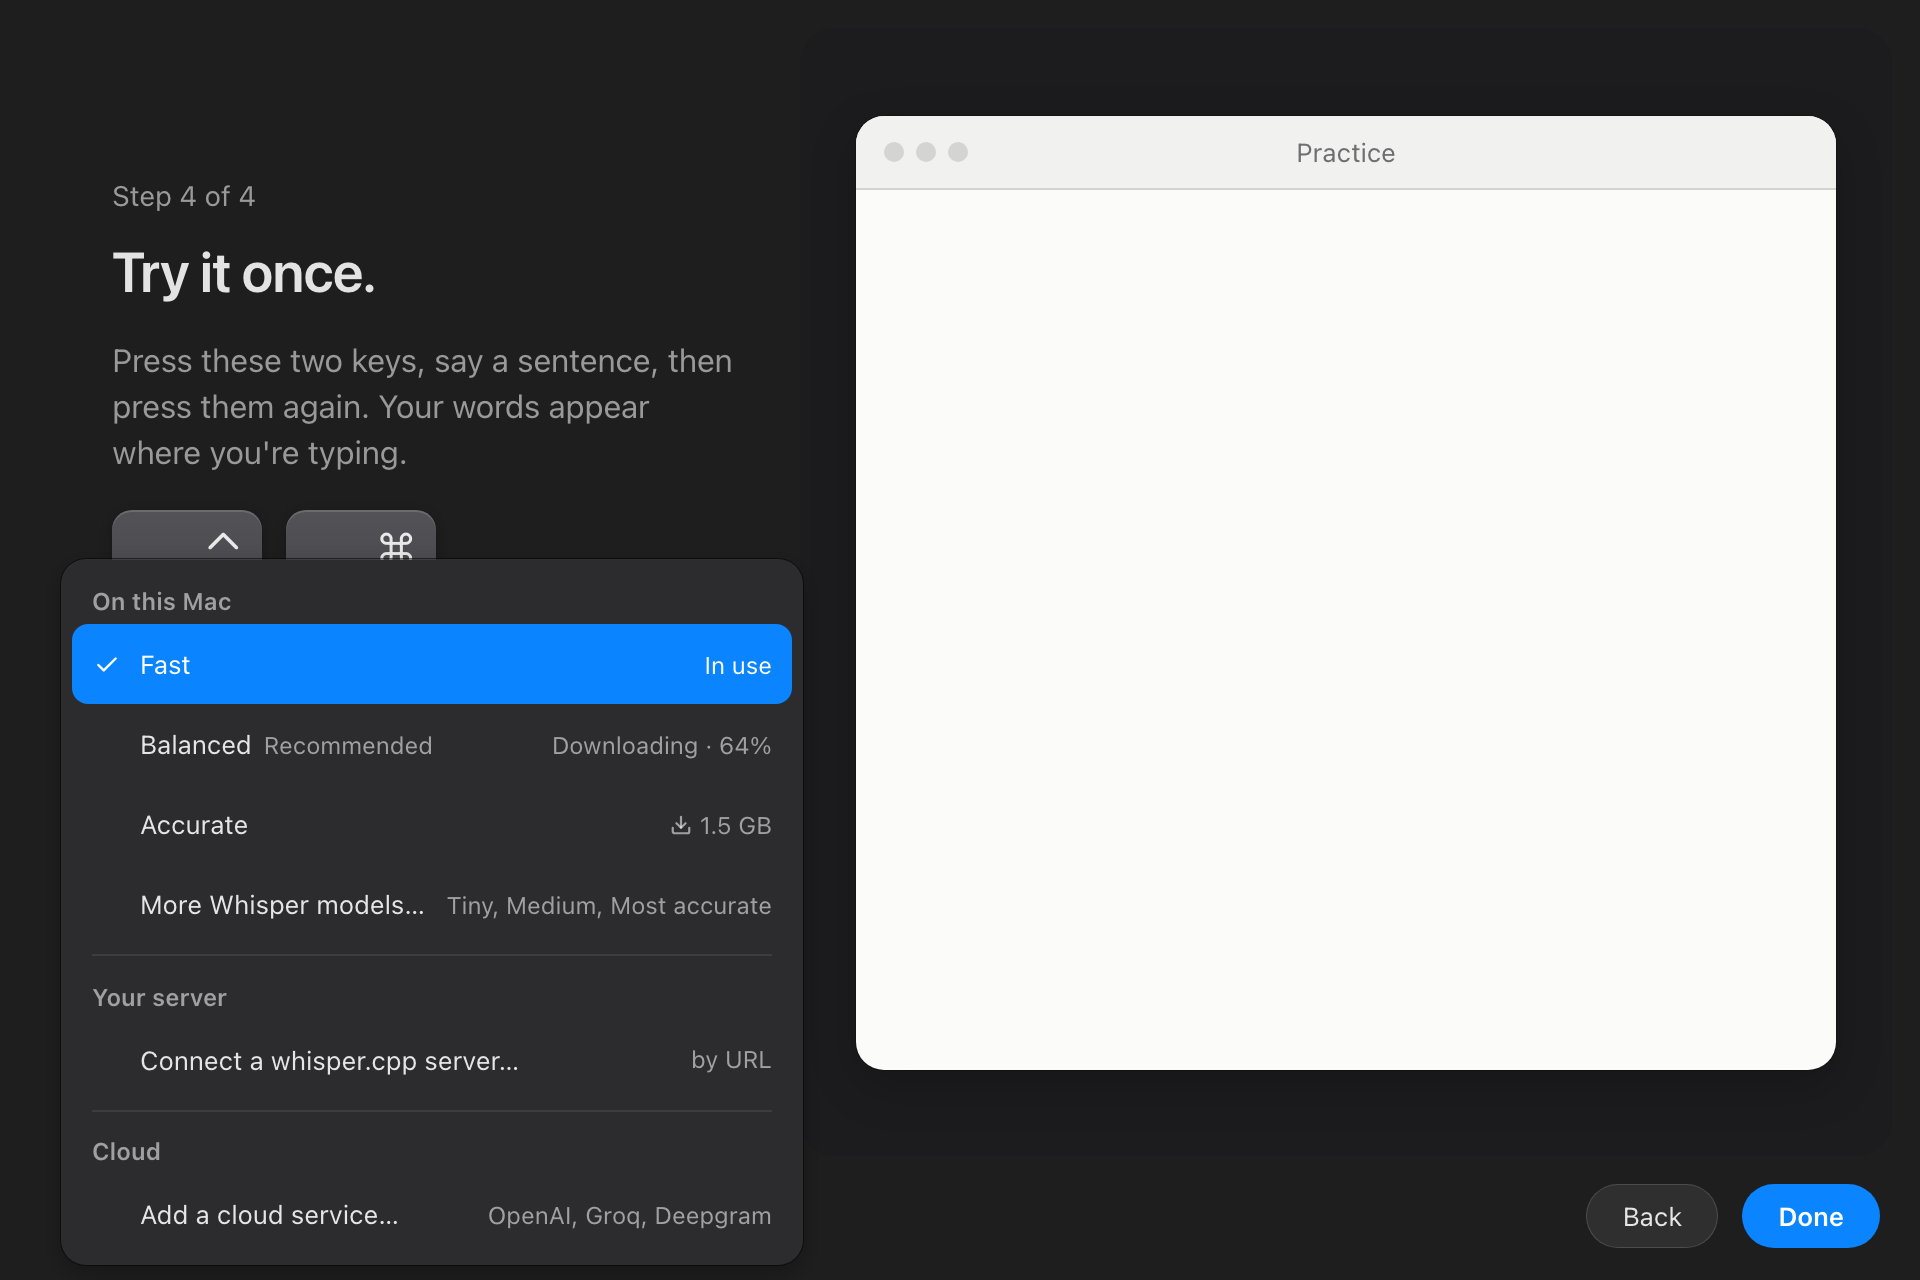 Step 4 of 4
Try it once.
Press these two keys, say a sentence, then
press them again. Your words appear
where you're typing.
⌃ ⌘
On this Mac
✓ Fast In use
Balanced Recommended Downloading · 64%
Accurate 1.5 GB
More Whisper models... Tiny, Medium, Most accurate
Your server
Connect a whisper.cpp server... by URL
Cloud
Add a cloud service... OpenAI, Groq, Deepgram
Practice
Back
Done